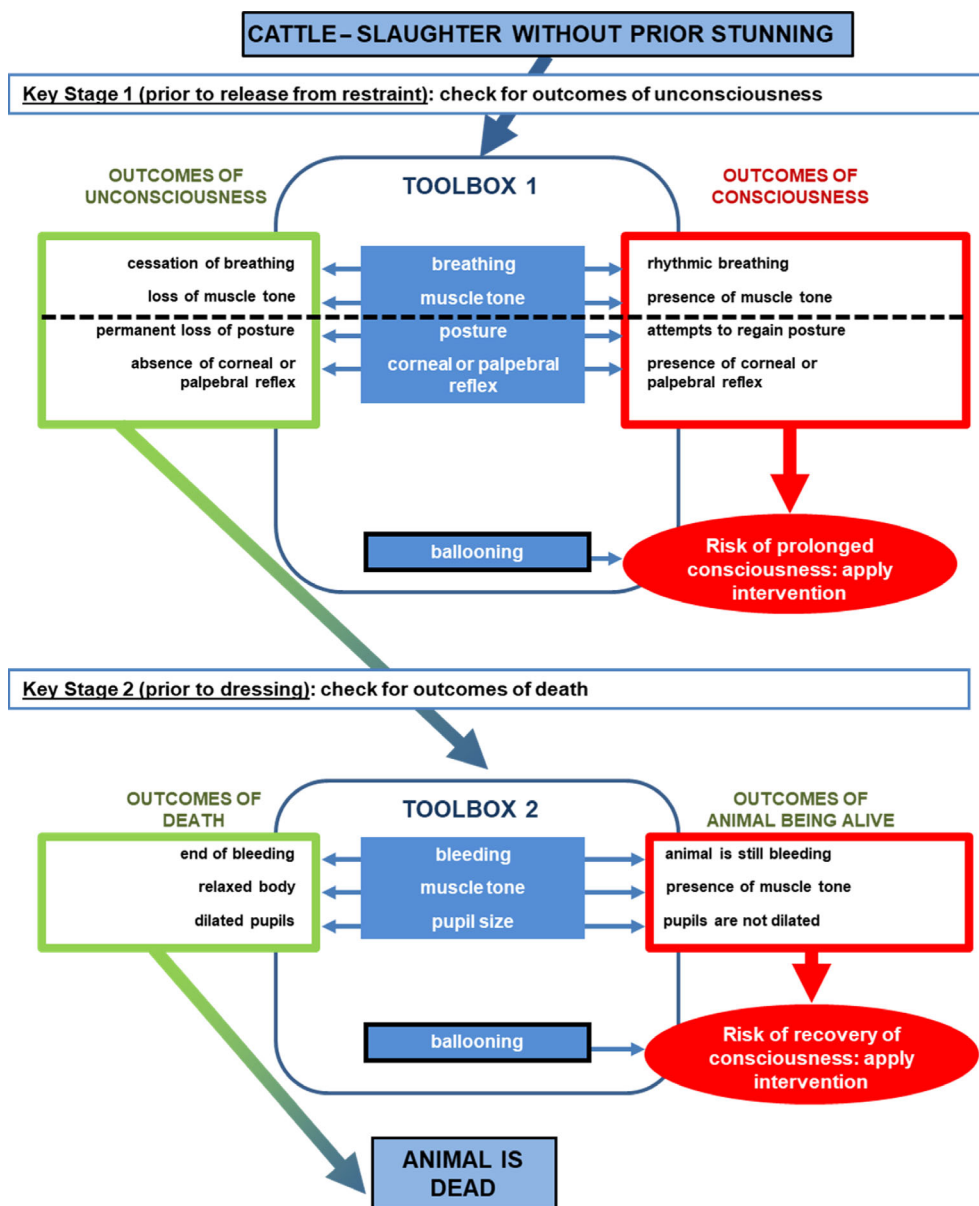 CATTLE – SLAUGHTER WITHOUT PRIOR STUNNING
Key Stage 1 (prior to release from restraint): check for outcomes of unconsciousness
OUTCOMES OF
UNCONSCIOUSNESS
TOOLBOX 1
OUTCOMES OF
CONSCIOUSNESS
cessation of breathing
breathing
rhythmic breathing
loss of muscle tone
muscle tone
presence of muscle tone
permanent loss of posture
posture
attempts to regain posture
absence of corneal or
palpebral reflex
corneal or palpebral
reflex
presence of corneal or
palpebral reflex
ballooning
Risk of prolonged
consciousness: apply
intervention
Key Stage 2 (prior to dressing): check for outcomes of death
OUTCOMES OF
DEATH
TOOLBOX 2
OUTCOMES OF
ANIMAL BEING ALIVE
end of bleeding
bleeding
animal is still bleeding
relaxed body
muscle tone
presence of muscle tone
dilated pupils
pupil size
pupils are not dilated
ballooning
Risk of recovery of
consciousness: apply
intervention
ANIMAL IS
DEAD